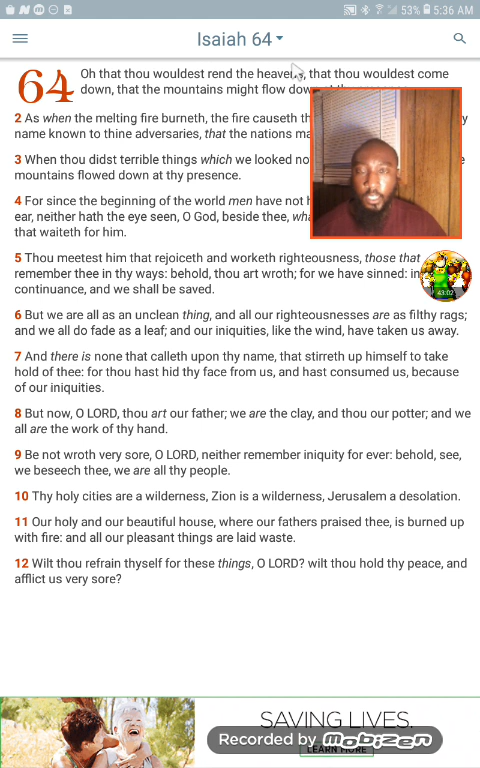 53% 5:36 AM
Isaiah 64
64 Oh that thou wouldest rend the heavens, that thou wouldest come
down, that the mountains might flow down at thy presence,
2 As when the melting fire burneth, the fire causeth th
name known to thine adversaries, that the nations ma
3 When thou didst terrible things which we looked no
mountains flowed down at thy presence.
4 For since the beginning of the world men have not h
ear, neither hath the eye seen, O God, beside thee, wha
that waiteth for him.
5 Thou meetest him that rejoiceth and worketh righteousness, those that
remember thee in thy ways: behold, thou art wroth; for we have sinned: in
continuance, and we shall be saved.
43:02
6 But we are all as an unclean thing, and all our righteousnesses are as filthy rags;
and we all do fade as a leaf; and our iniquities, like the wind, have taken us away.
7 And there is none that calleth upon thy name, that stirreth up himself to take
hold of thee: for thou hast hid thy face from us, and hast consumed us, because
of our iniquities.
8 But now, O LORD, thou art our father; we are the clay, and thou our potter; and we
all are the work of thy hand.
9 Be not wroth very sore, O LORD, neither remember iniquity for ever: behold, see,
we beseech thee, we are all thy people.
10 Thy holy cities are a wilderness, Zion is a wilderness, Jerusalem a desolation.
11 Our holy and our beautiful house, where our fathers praised thee, is burned up
with fire: and all our pleasant things are laid waste.
12 Wilt thou refrain thyself for these things, O LORD? wilt thou hold thy peace, and
afflict us very sore?
SAVING LIVES.
Recorded by mobizen
LEARN MORE